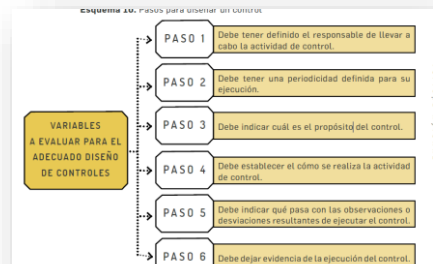 Esquema 16. Pasos para diseñar un control
PASO 1
Debe tener definido el responsable de llevar a
cabo la actividad de control.
PASO 2
Debe tener una periodicidad definida para su
ejecución.
VARIABLES
A EVALUAR PARA EL
ADECUADO DISEÑO
DE CONTROLES
PASO 3
Debe indicar cuál es el propósito del control.
PASO 4
Debe establecer el cómo se realiza la actividad
de control.
PASO 5
Debe indicar qué pasa con las observaciones o
desviaciones resultantes de ejecutar el control.
PASO 6
Debe dejar evidencia de la ejecución del control.